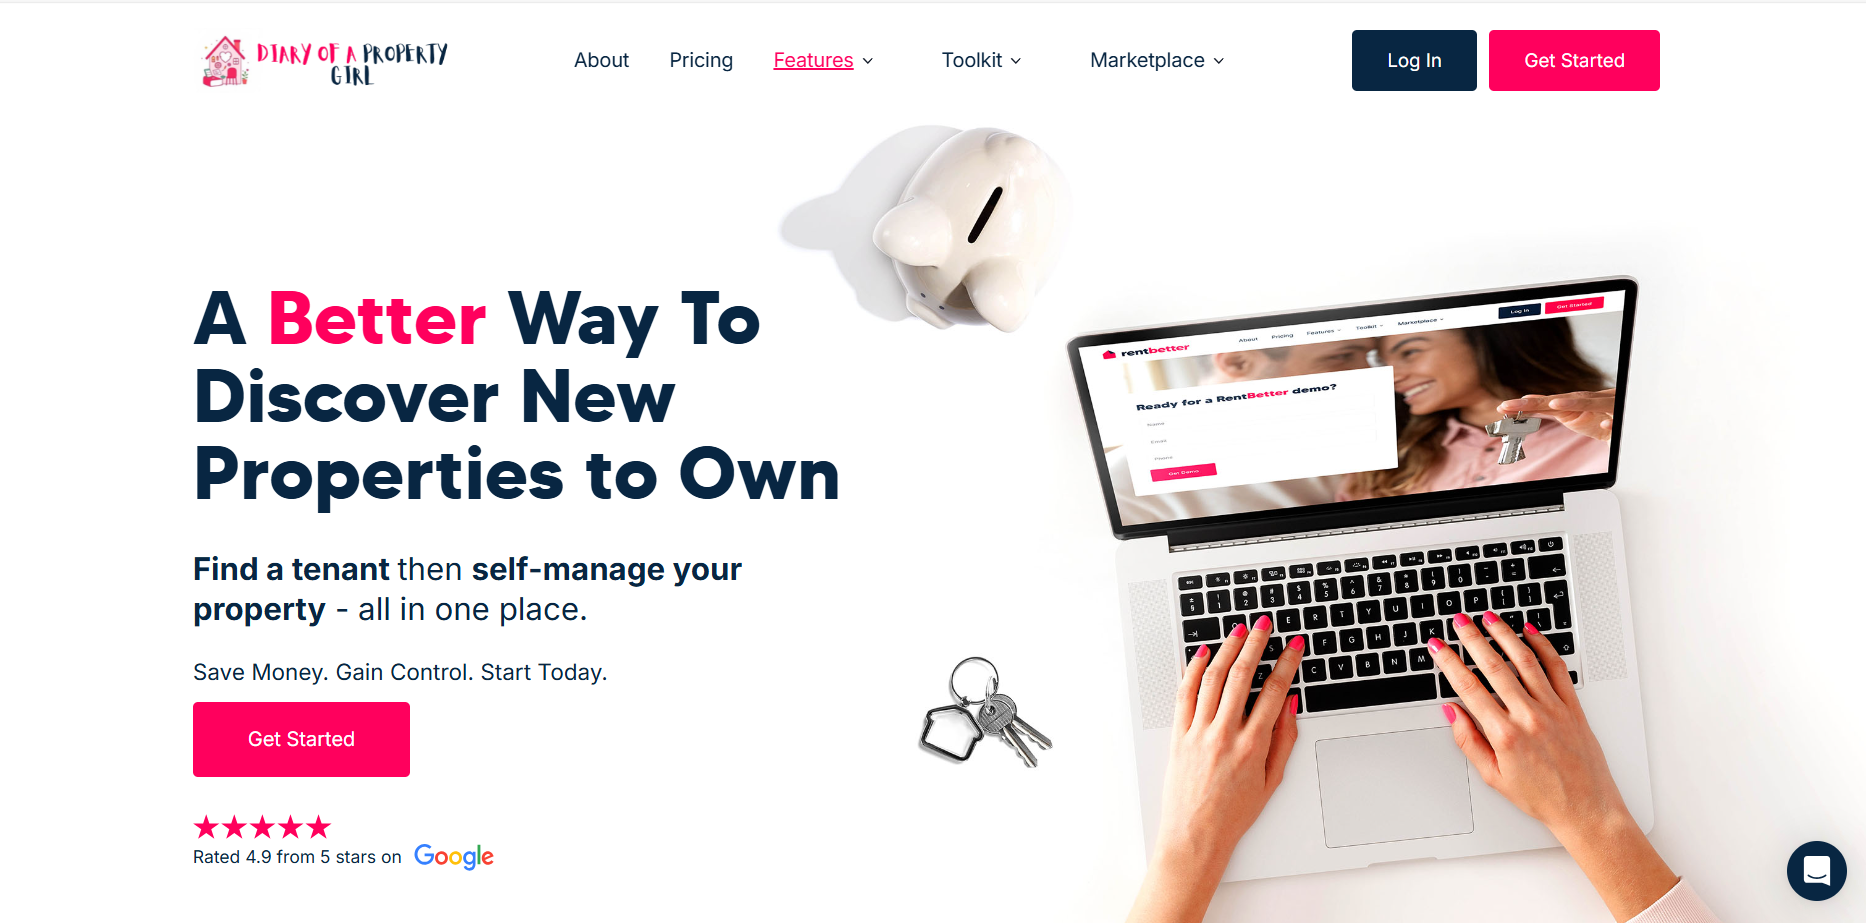 DIARY OF A PROPERTY
GIRL
About
Pricing
Features
Toolkit
Marketplace
Log In
Get Started
A Better Way To
Discover New
Properties to Own
Find a tenant then self-manage your
property - all in one place.
Save Money. Gain Control. Start Today.
Get Started
Rated 4.9 from 5 stars on Google
rentbetter
About
Pricing
Features
Toolkit
Marketplace
Log In
Get Started
Ready for a RentBetter demo?
Name
Email
Phone
Get Demo